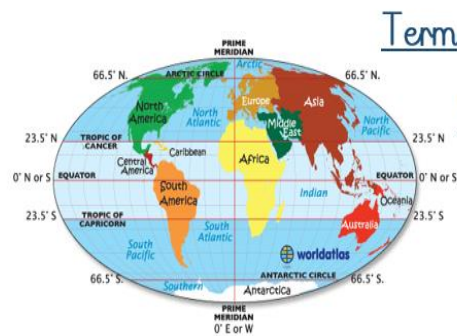 Term
PRIME
MERIDIAN
Arctic
66.5° N.
ARCTIC CIRCLE
66.5° N.
North
America
North
Atlantic
Europe
Asia
North
Pacific
Middle
East
23.5° N
TROPIC OF
CANCER
23.5° N
Central
America
Caribbean
Africa
0° N or S
EQUATOR
0° N or S
South
America
Indian
Oceania
23.5° S
TROPIC OF
CAPRICORN
23.5° S
South
Atlantic
Australia
South
Pacific
worldatlas
66.5° S.
ANTARCTIC CIRCLE
66.5° S.
Southern
Antarctica
PRIME
MERIDIAN
0° E or W